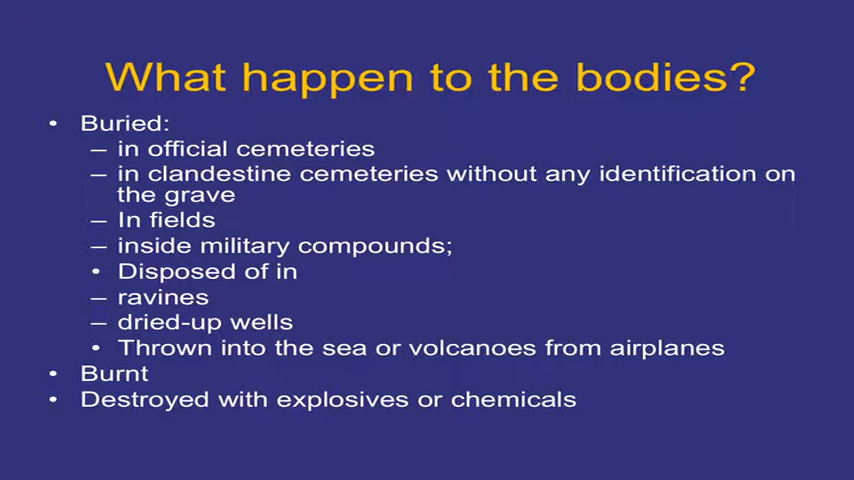 What happen to the bodies?
• Buried:
– in official cemeteries
– in clandestine cemeteries without any identification on
the grave
– In fields
– inside military compounds;
• Disposed of in
– ravines
– dried-up wells
• Thrown into the sea or volcanoes from airplanes
• Burnt
• Destroyed with explosives or chemicals